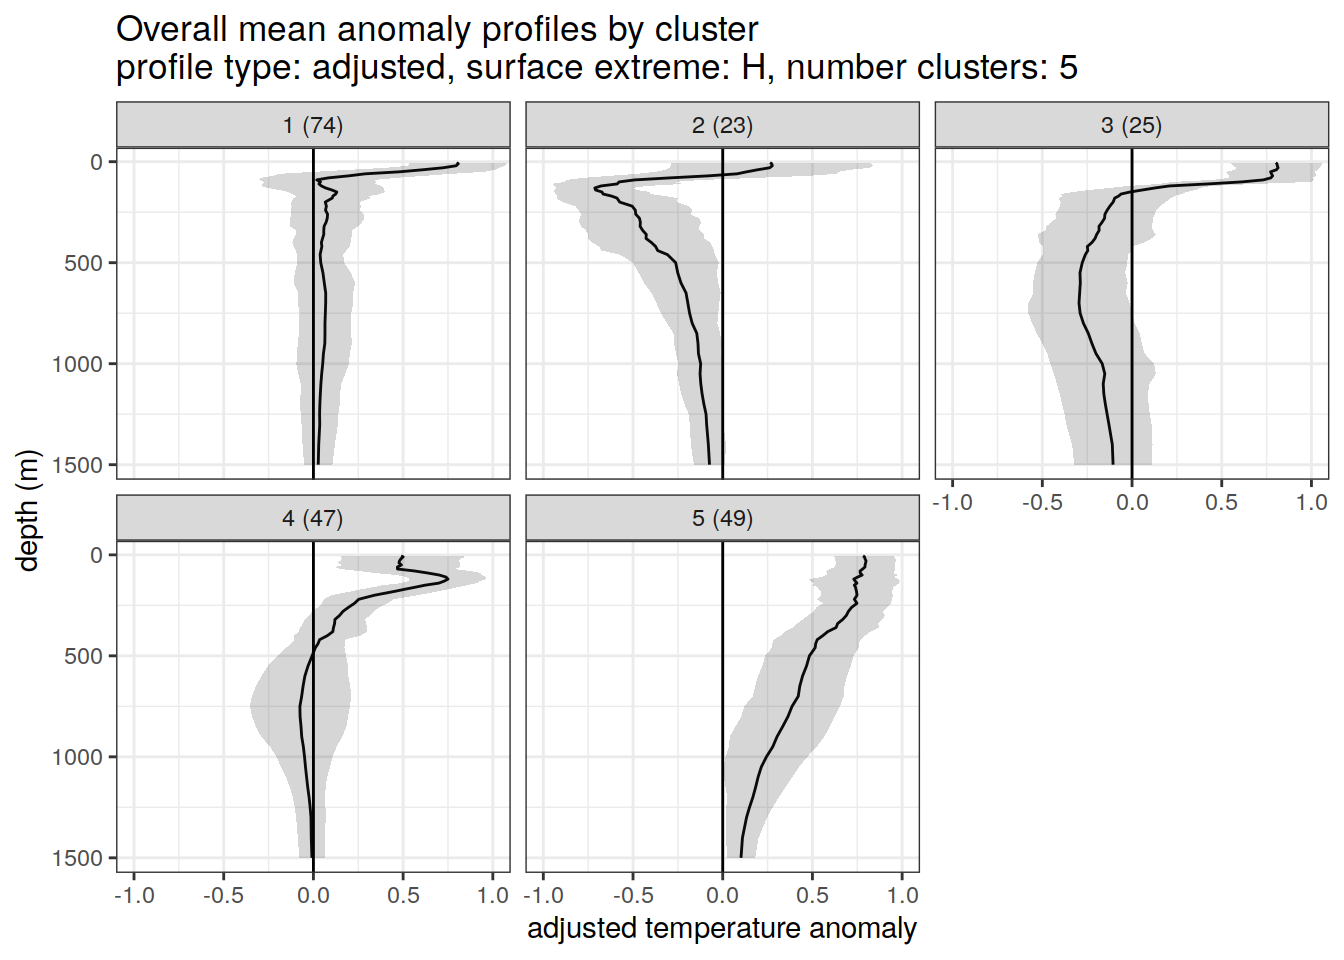 Overall mean anomaly profiles by cluster
profile type: adjusted, surface extreme: H, number clusters: 5
1 (74)
2 (23)
3 (25)
0
500
1000
1500
-1.0 -0.5 0.0 0.5 1.0
4 (47)
5 (49)
0
500
1000
1500
-1.0 -0.5 0.0 0.5 1.0
-1.0 -0.5 0.0 0.5 1.0
depth (m)
adjusted temperature anomaly